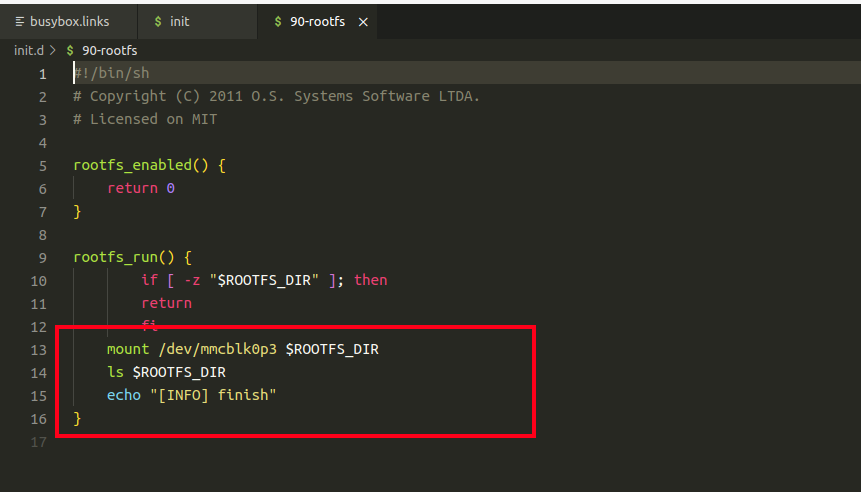 busybox.links $ init $ 90-rootfs ×
init.d > $ 90-rootfs
1 #!/bin/sh
2 # Copyright (C) 2011 O.S. Systems Software LTDA.
3 # Licensed on MIT
4
5 rootfs_enabled() {
6     return 0
7 }
8
9 rootfs_run() {
10         if [ -z "$ROOTFS_DIR" ]; then
11         return
12         fi
13     mount /dev/mmcblk0p3 $ROOTFS_DIR
14     ls $ROOTFS_DIR
15     echo "[INFO] finish"
16 }
17